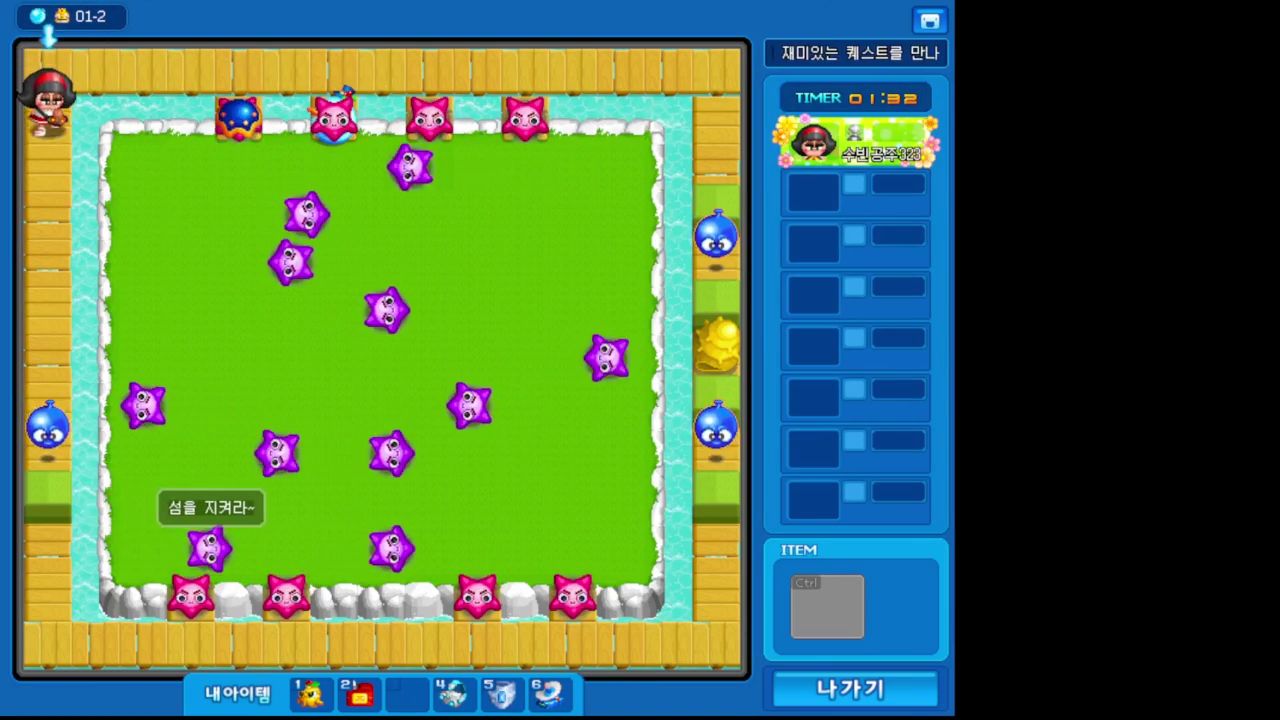 01-2
재미있는 퀘스트를 만나
TIMER 01:32
수빈공주323
섬을 지켜라~
ITEM
Ctrl
내아이템 1 2 4 5 6
나가기